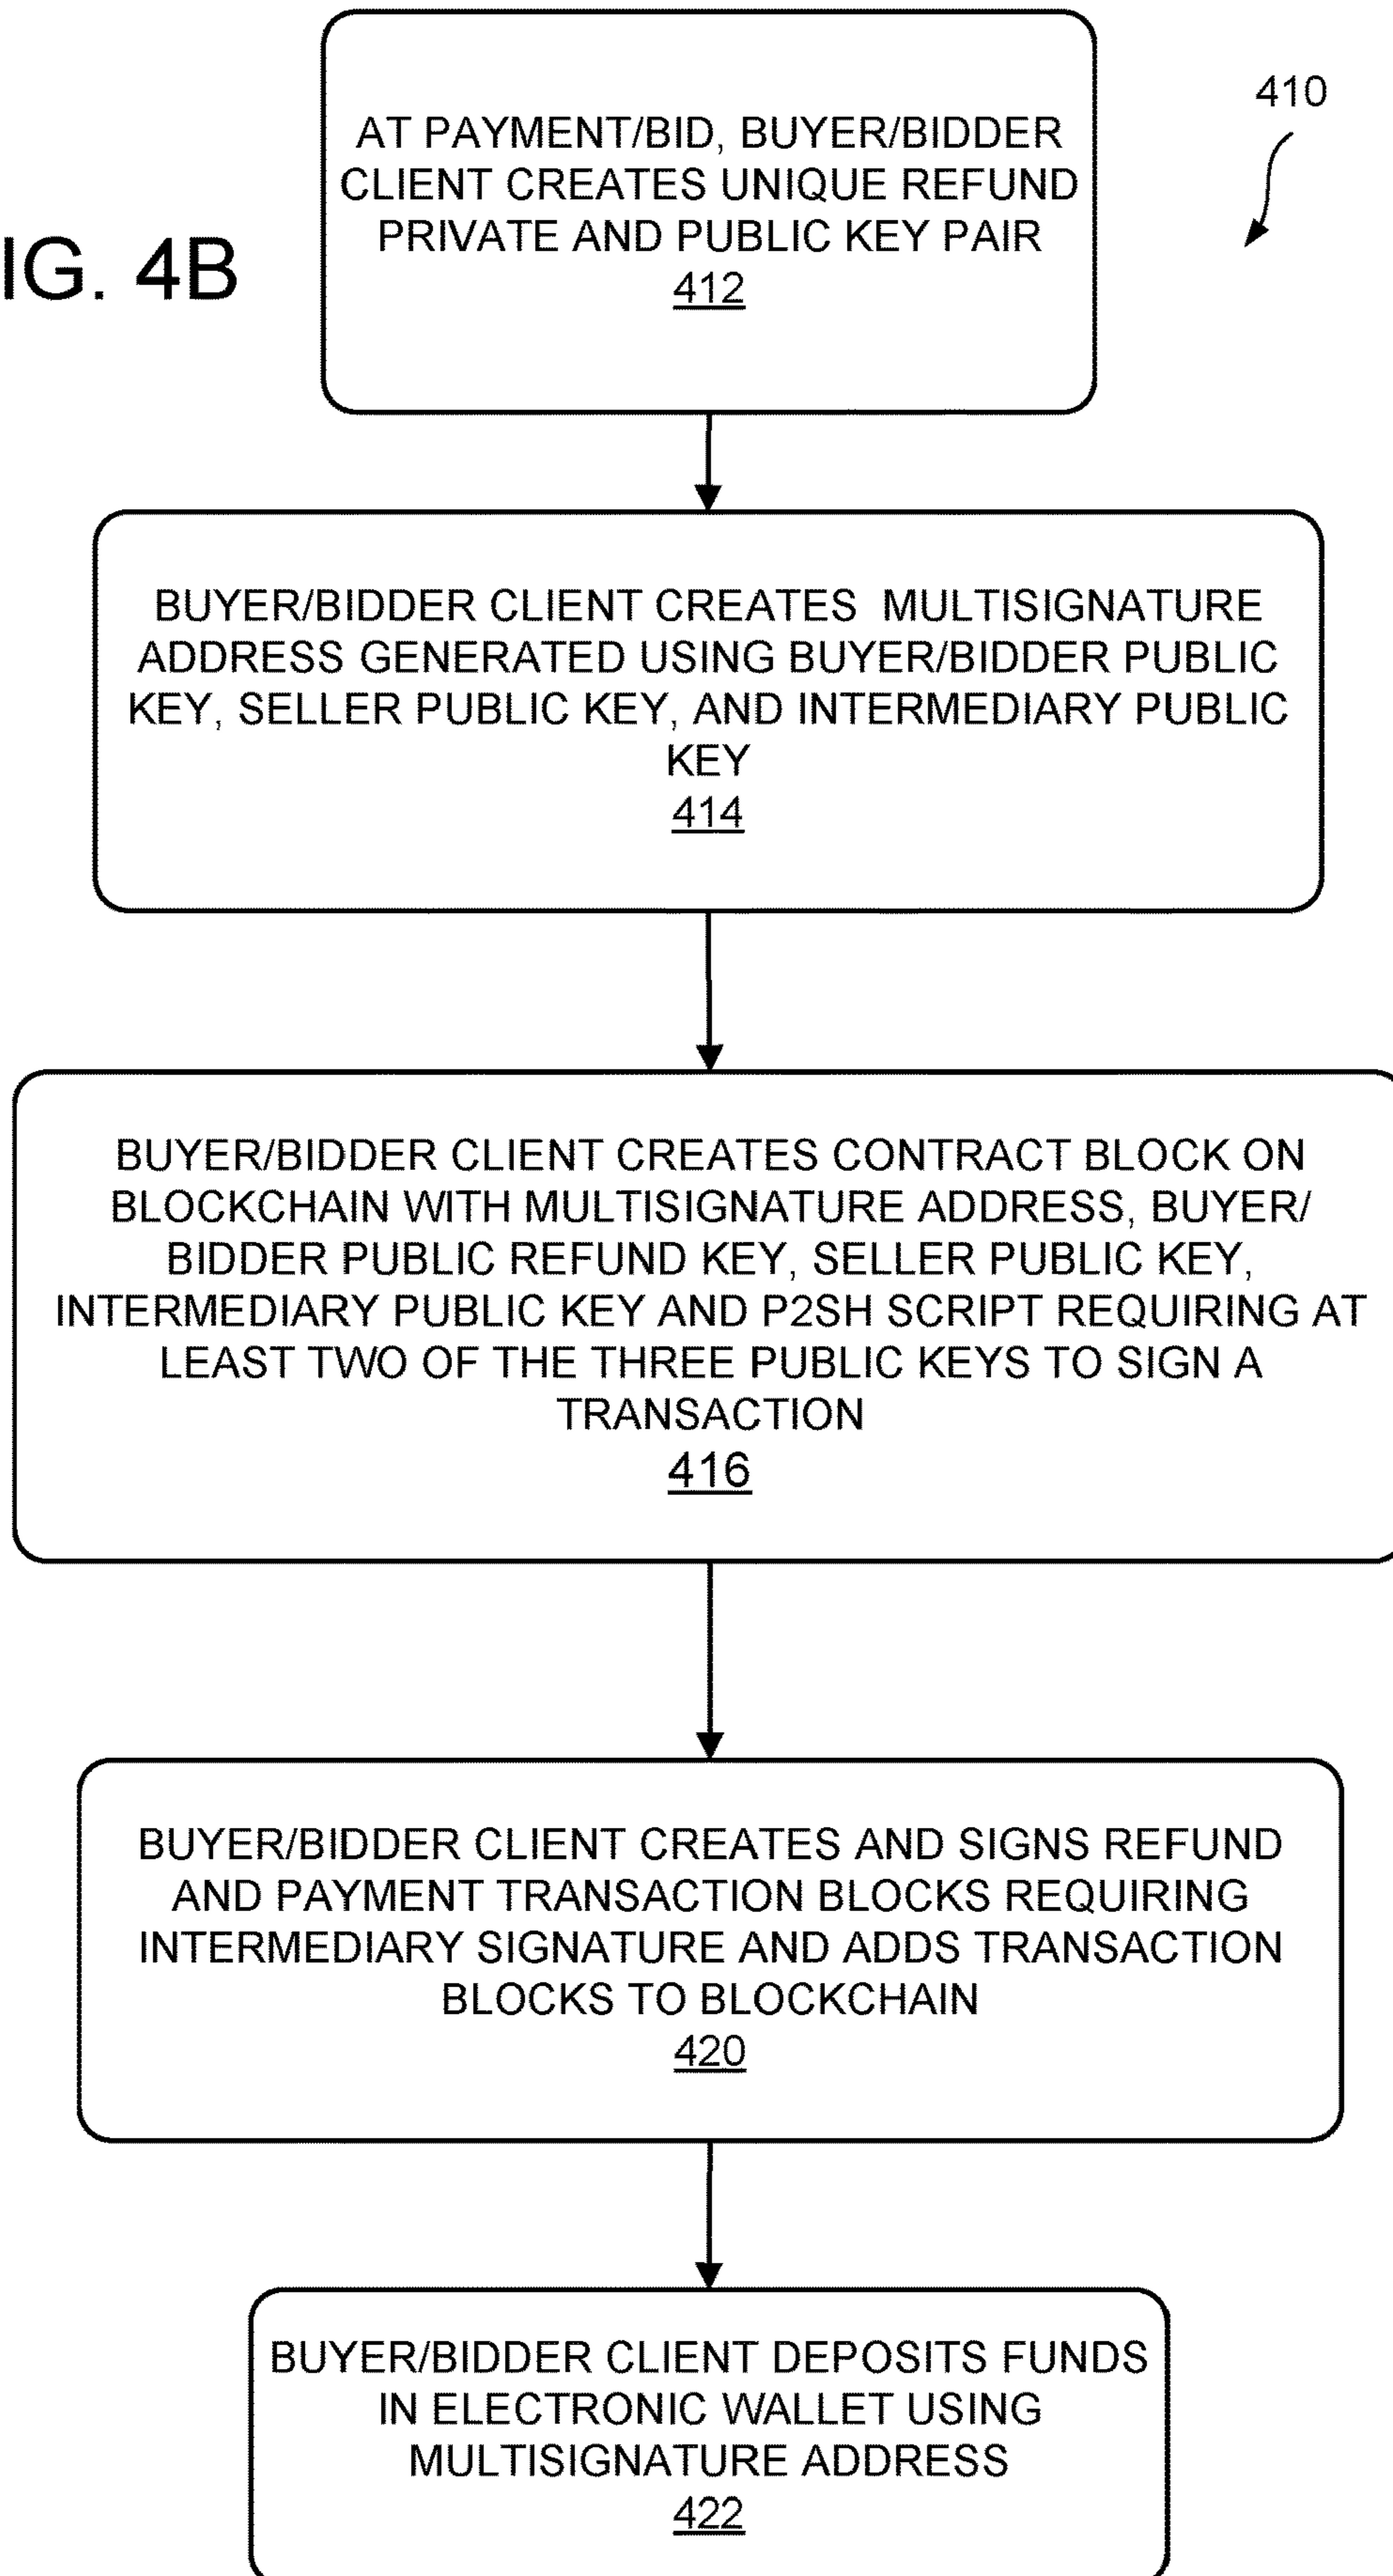 AT PAYMENT/BID, BUYER/BIDDER
CLIENT CREATES UNIQUE REFUND
PRIVATE AND PUBLIC KEY PAIR
412
410
IG. 4B
BUYER/BIDDER CLIENT CREATES MULTISIGNATURE
ADDRESS GENERATED USING BUYER/BIDDER PUBLIC
KEY, SELLER PUBLIC KEY, AND INTERMEDIARY PUBLIC
KEY
414
BUYER/BIDDER CLIENT CREATES CONTRACT BLOCK ON
BLOCKCHAIN WITH MULTISIGNATURE ADDRESS, BUYER/
BIDDER PUBLIC REFUND KEY, SELLER PUBLIC KEY,
INTERMEDIARY PUBLIC KEY AND P2SH SCRIPT REQUIRING AT
LEAST TWO OF THE THREE PUBLIC KEYS TO SIGN A
TRANSACTION
416
BUYER/BIDDER CLIENT CREATES AND SIGNS REFUND
AND PAYMENT TRANSACTION BLOCKS REQUIRING
INTERMEDIARY SIGNATURE AND ADDS TRANSACTION
BLOCKS TO BLOCKCHAIN
420
BUYER/BIDDER CLIENT DEPOSITS FUNDS
IN ELECTRONIC WALLET USING
MULTISIGNATURE ADDRESS
422